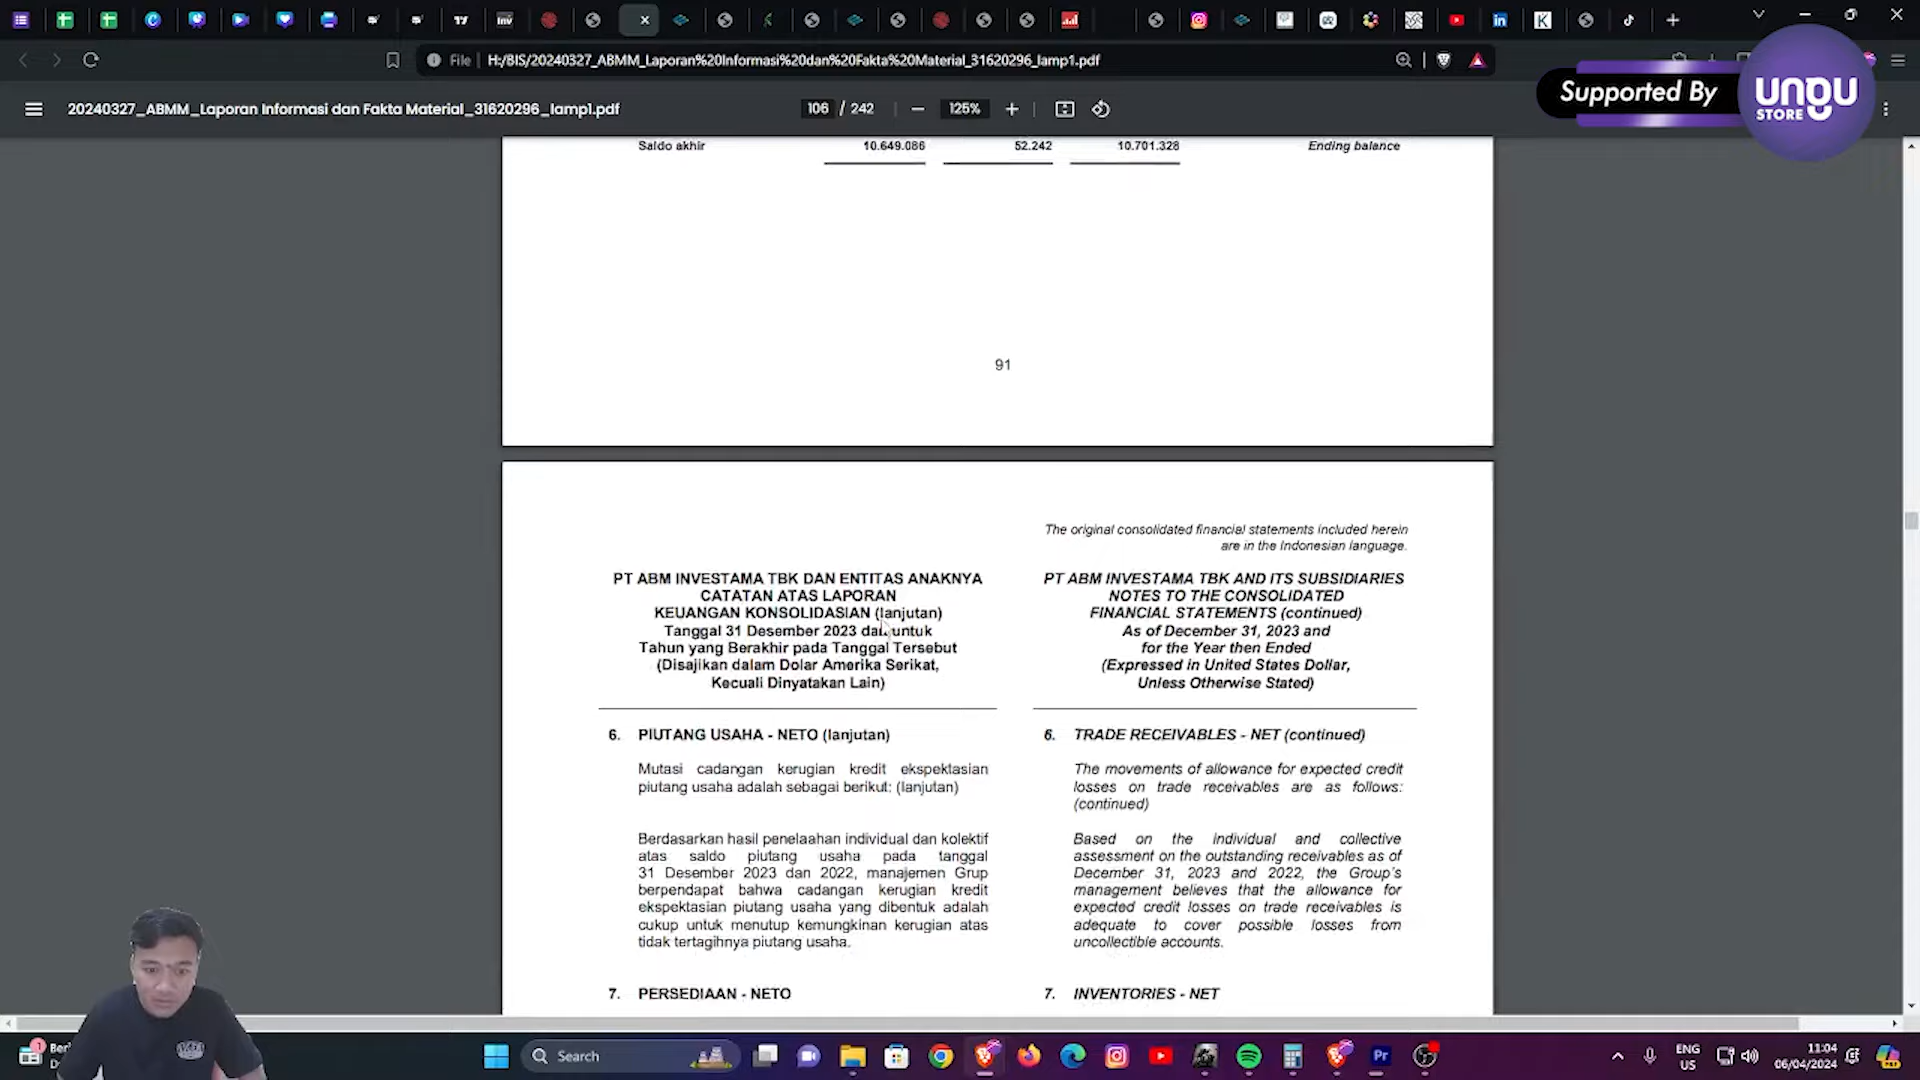 inv
File
H:/BIS/20240327_ABMM_Laporan%20Informasi%20dan%20Fakta%20Material_31620296_lamp1.pdf
Supported By
UNGU
STORE
20240327_ABMM_Laporan Informasi dan Fakta Material_31620296_lamp1.pdf
106 / 242
125%
Saldo akhir 10.649.086 52.242 10.701.328 Ending balance
91
The original consolidated financial statements included herein
are in the Indonesian language.
PT ABM INVESTAMA TBK DAN ENTITAS ANAKNYA
CATATAN ATAS LAPORAN
KEUANGAN KONSOLIDASIAN (lanjutan)
Tanggal 31 Desember 2023 dan untuk
Tahun yang Berakhir pada Tanggal Tersebut
(Disajikan dalam Dolar Amerika Serikat,
Kecuali Dinyatakan Lain)
PT ABM INVESTAMA TBK AND ITS SUBSIDIARIES
NOTES TO THE CONSOLIDATED
FINANCIAL STATEMENTS (continued)
As of December 31, 2023 and
for the Year then Ended
(Expressed in United States Dollar,
Unless Otherwise Stated)
6. PIUTANG USAHA - NETO (lanjutan)
Mutasi cadangan kerugian kredit ekspektasian
piutang usaha adalah sebagai berikut: (lanjutan)
Berdasarkan hasil penelaahan individual dan kolektif
atas saldo piutang usaha pada tanggal
31 Desember 2023 dan 2022, manajemen Grup
berpendapat bahwa cadangan kerugian kredit
ekspektasian piutang usaha yang dibentuk adalah
cukup untuk menutup kemungkinan kerugian atas
tidak tertagihnya piutang usaha.
7. PERSEDIAAN - NETO
6. TRADE RECEIVABLES - NET (continued)
The movements of allowance for expected credit
losses on trade receivables are as follows:
(continued)
Based on the individual and collective
assessment on the outstanding receivables as of
December 31, 2023 and 2022, the Group's
management believes that the allowance for
expected credit losses on trade receivables is
adequate to cover possible losses from
uncollectible accounts.
7. INVENTORIES - NET
1
Search
Pr
ENG
US
11:04
06/04/2024